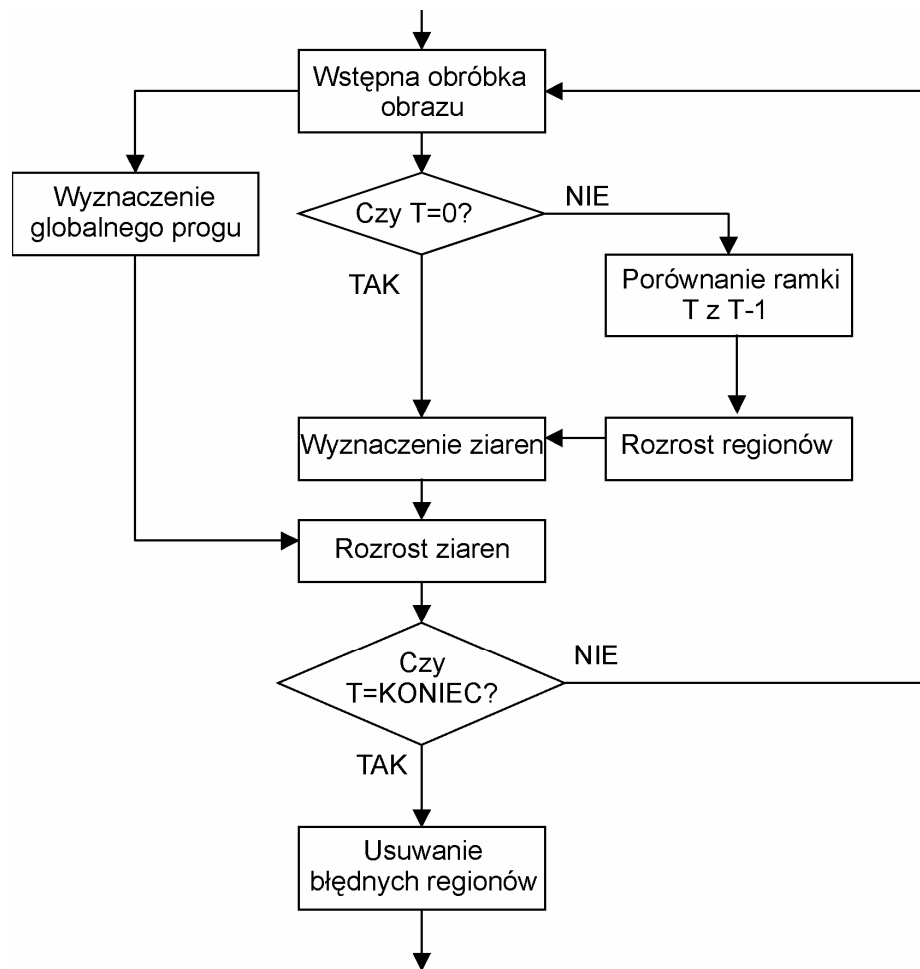 Wstępna obróbka
obrazu
Wyznaczenie
globalnego progu
Czy T=0?
NIE
TAK
Porównanie ramki
T z T-1
Wyznaczenie ziaren
Rozrost regionów
Rozrost ziaren
Czy
T=KONIEC?
NIE
TAK
Usuwanie
błędnych regionów